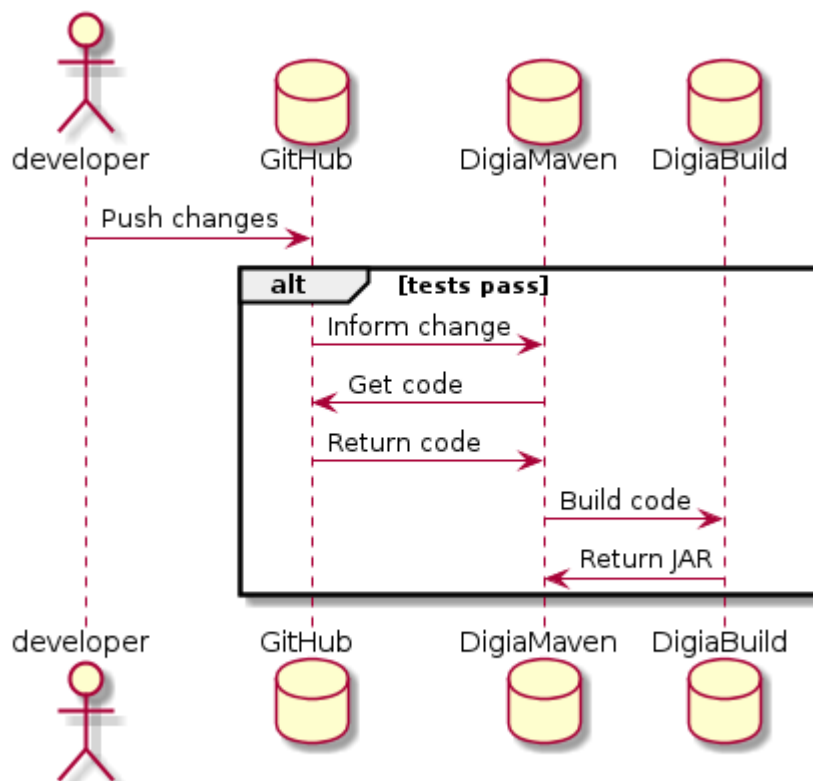 developer GitHub DigiaMaven DigiaBuild
Push changes
alt [tests pass]
Inform change
Get code
Return code
Build code
Return JAR
developer GitHub DigiaMaven DigiaBuild